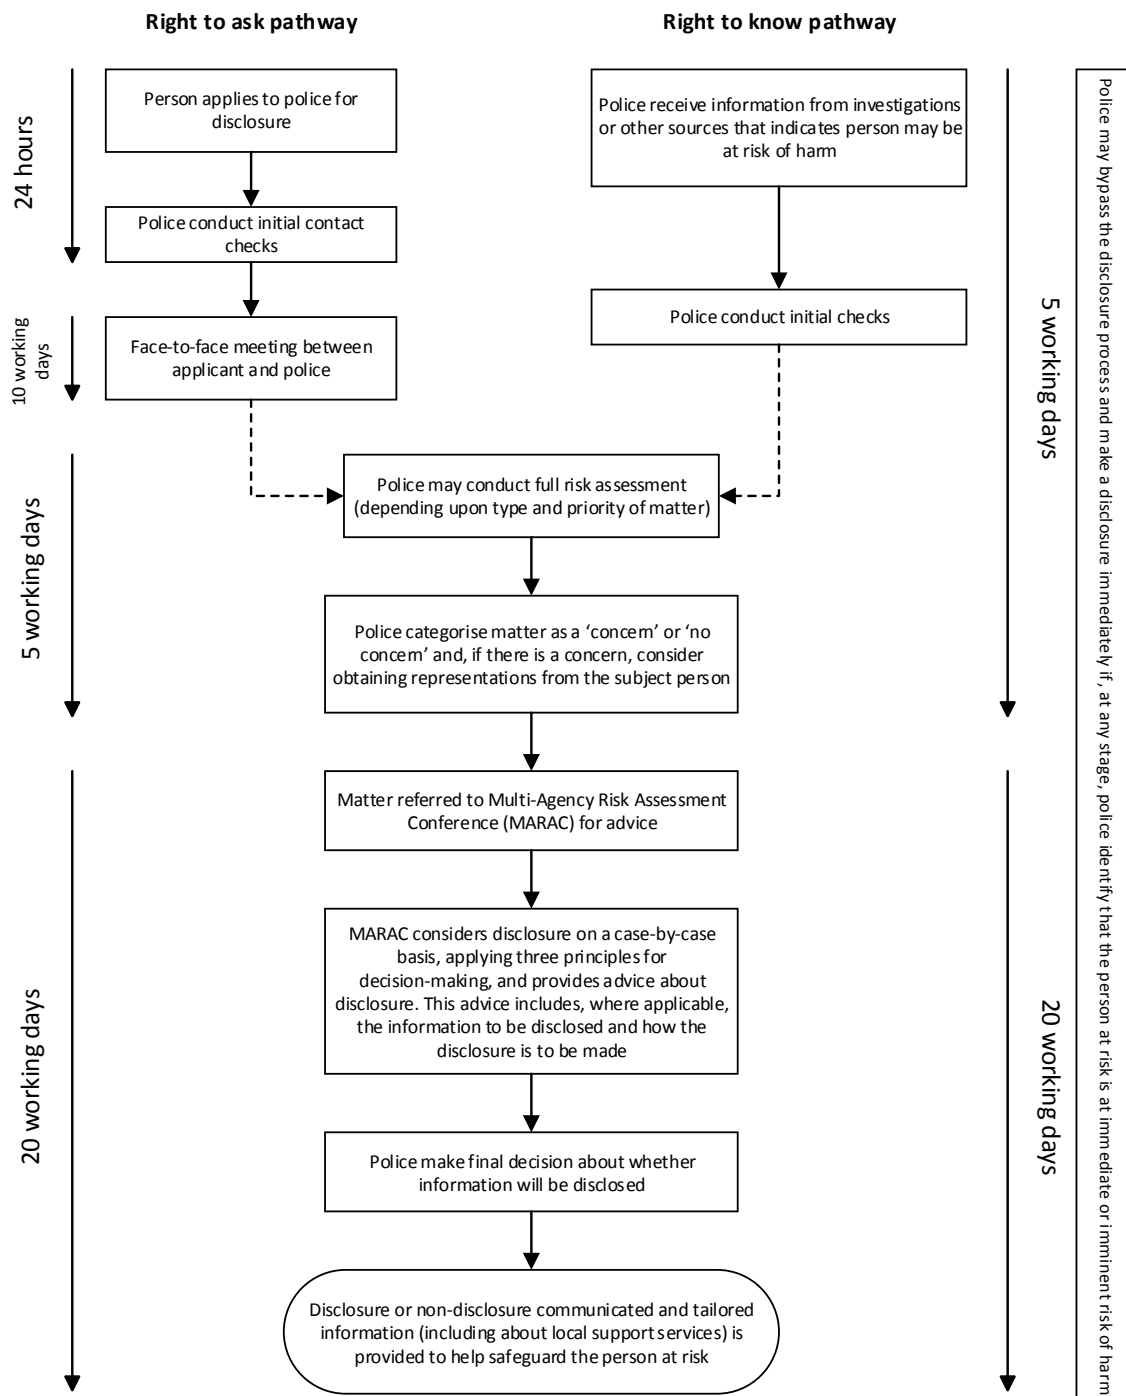 Right to ask pathway
Right to know pathway
24 hours
Person applies to police for
disclosure
Police receive information from investigations
or other sources that indicates person may be
at risk of harm
Police conduct initial contact
checks
10 working
days
Face-to-face meeting between
applicant and police
Police conduct initial checks
5 working days
5 working days
Police may conduct full risk assessment
(depending upon type and priority of matter)
Police categorise matter as a ‘concern’ or ‘no
concern’ and, if there is a concern, consider
obtaining representations from the subject person
20 working days
20 working days
Matter referred to Multi-Agency Risk Assessment
Conference (MARAC) for advice
MARAC considers disclosure on a case-by-case
basis, applying three principles for
decision-making, and provides advice about
disclosure. This advice includes, where applicable,
the information to be disclosed and how the
disclosure is to be made
Police make final decision about whether
information will be disclosed
Disclosure or non-disclosure communicated and tailored
information (including about local support services) is
provided to help safeguard the person at risk
Police may bypass the disclosure process and make a disclosure immediately if, at any stage, police identify that the person at risk is at immediate or imminent risk of harm